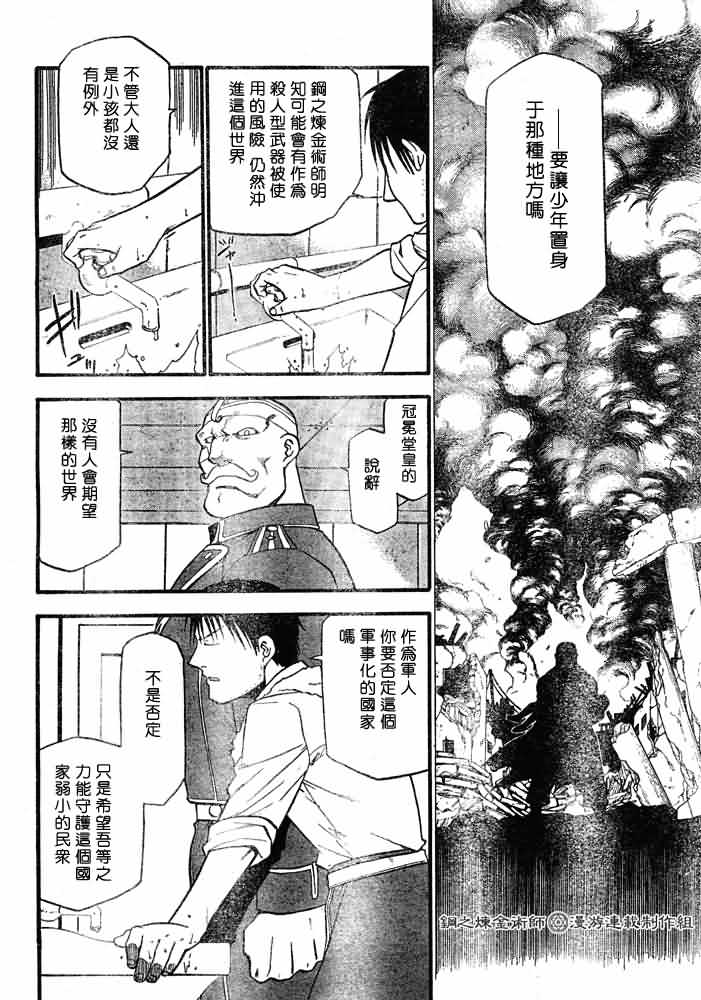 ——要讓少年置身
于那種地方嗎
鋼之煉金術師明
知可能會有作為
殺人型武器被使
用的風險 仍然沖
進這個世界
不管大人還
是小孩都沒
有例外
冠冕堂皇的
說辭
沒有人會期望
那樣的世界
作為軍人
你要否定這個
軍事化的國家
嗎
不是否定
只是希望吾等之
力能守護這個國
家弱小的民眾
鋼之煉金術師 漫游連載制作組